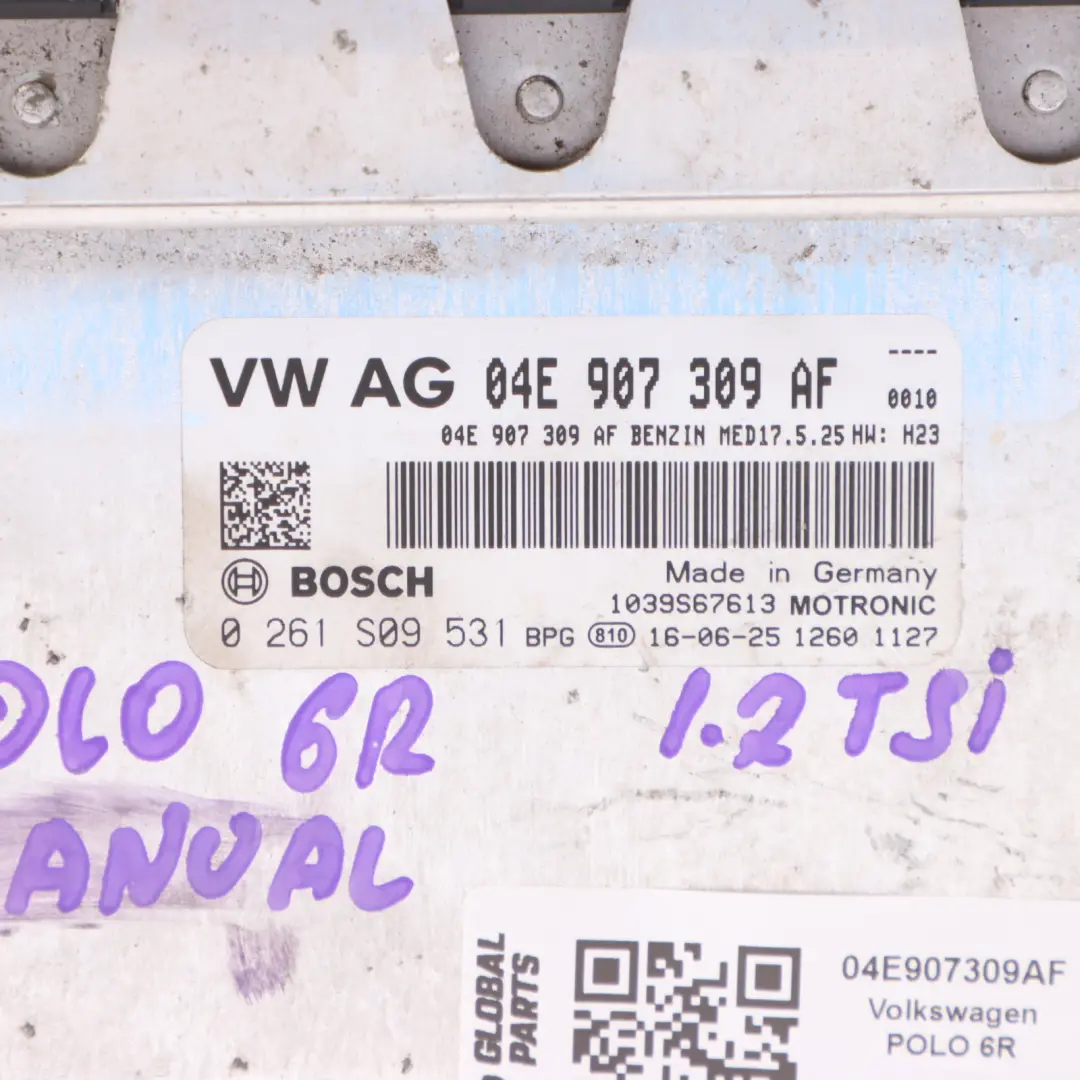 VW AG 04E 907 309 AF ----
0010
04E 907 309 AF BENZIN MED17.5.25 HW: H23
BOSCH
Made in Germany
1039S67613 MOTRONIC
0 261 S09 531 BPG 810 16-06-25 1260 1127
OLO 6R 1.2 TSi
ANUAL
GLOBAL
PARTS
04E907309AF
Volkswagen
POLO 6R